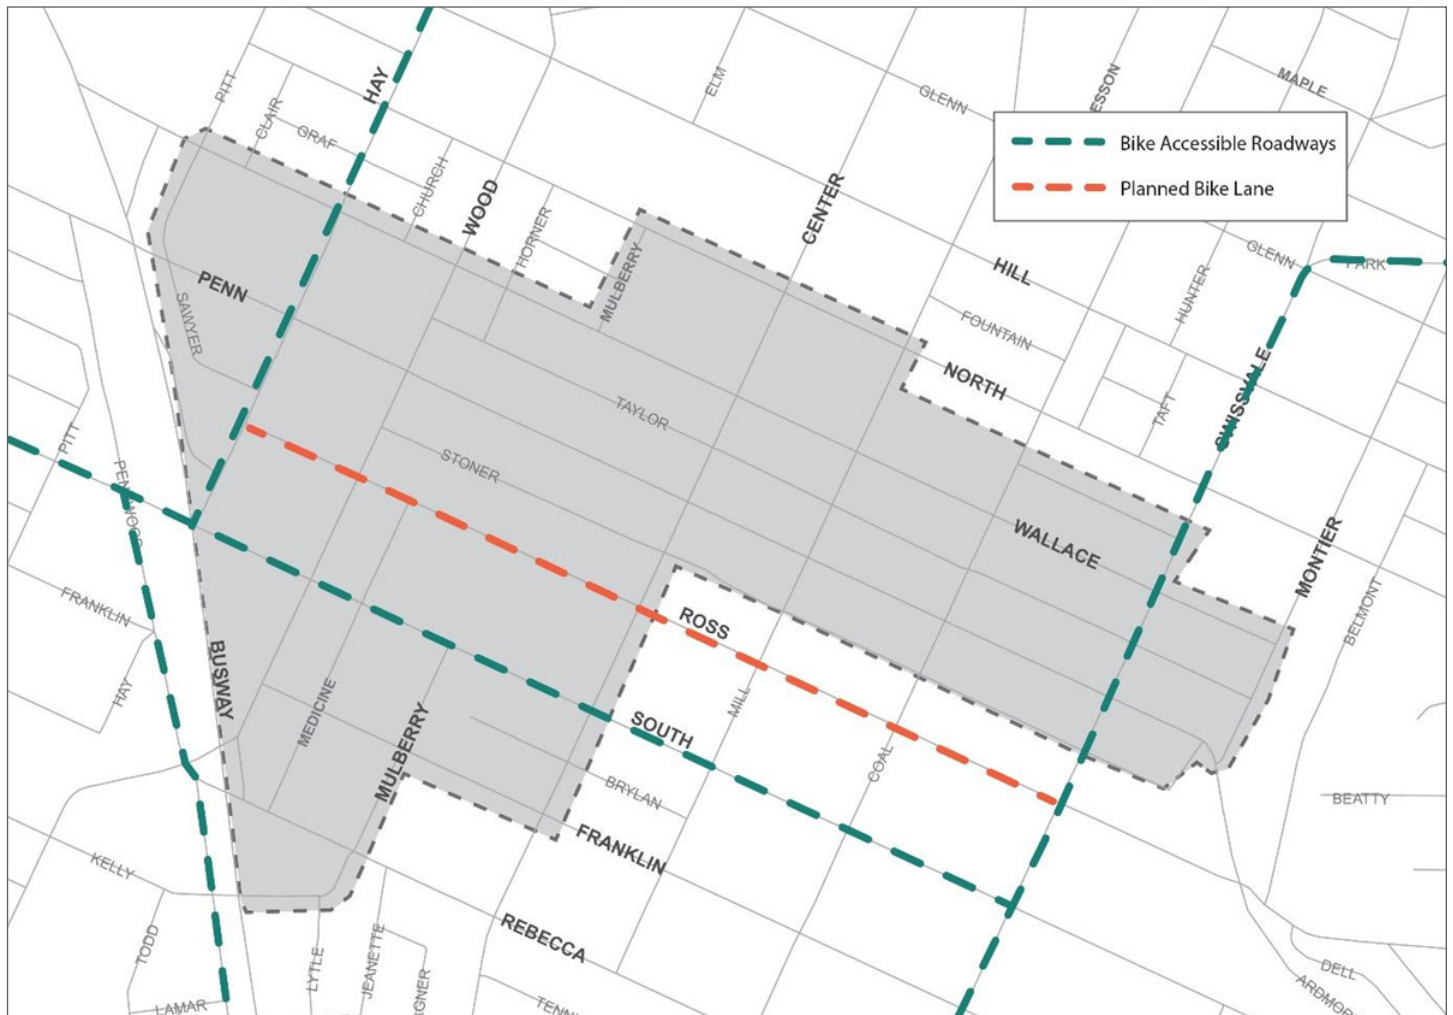 PITT
CLAIR
GRAF
HAY
CHURCH
WOOD
THORNER
MULBERRY
ELM
GLENN
CENTER
MAPLE
Bike Accessible Roadways
Planned Bike Lane
HILL
GLENN
PARK
HUNTER
FOUNTAIN
NORTH
TAFT
SWISSVALE
PENN
SAWYER
TAYLOR
STONER
PITT
WALLACE
MONTIER
BELMONT
FRANKLIN
HAY
BUSWAY
MEDICINE
MULBERRY
ROSS
MILL
SOUTH
COAL
BRYLAN
FRANKLIN
BEATTY
KELLY
TODD
LYTLE
JEANETTE
REBECCA
LAMAR
DELL